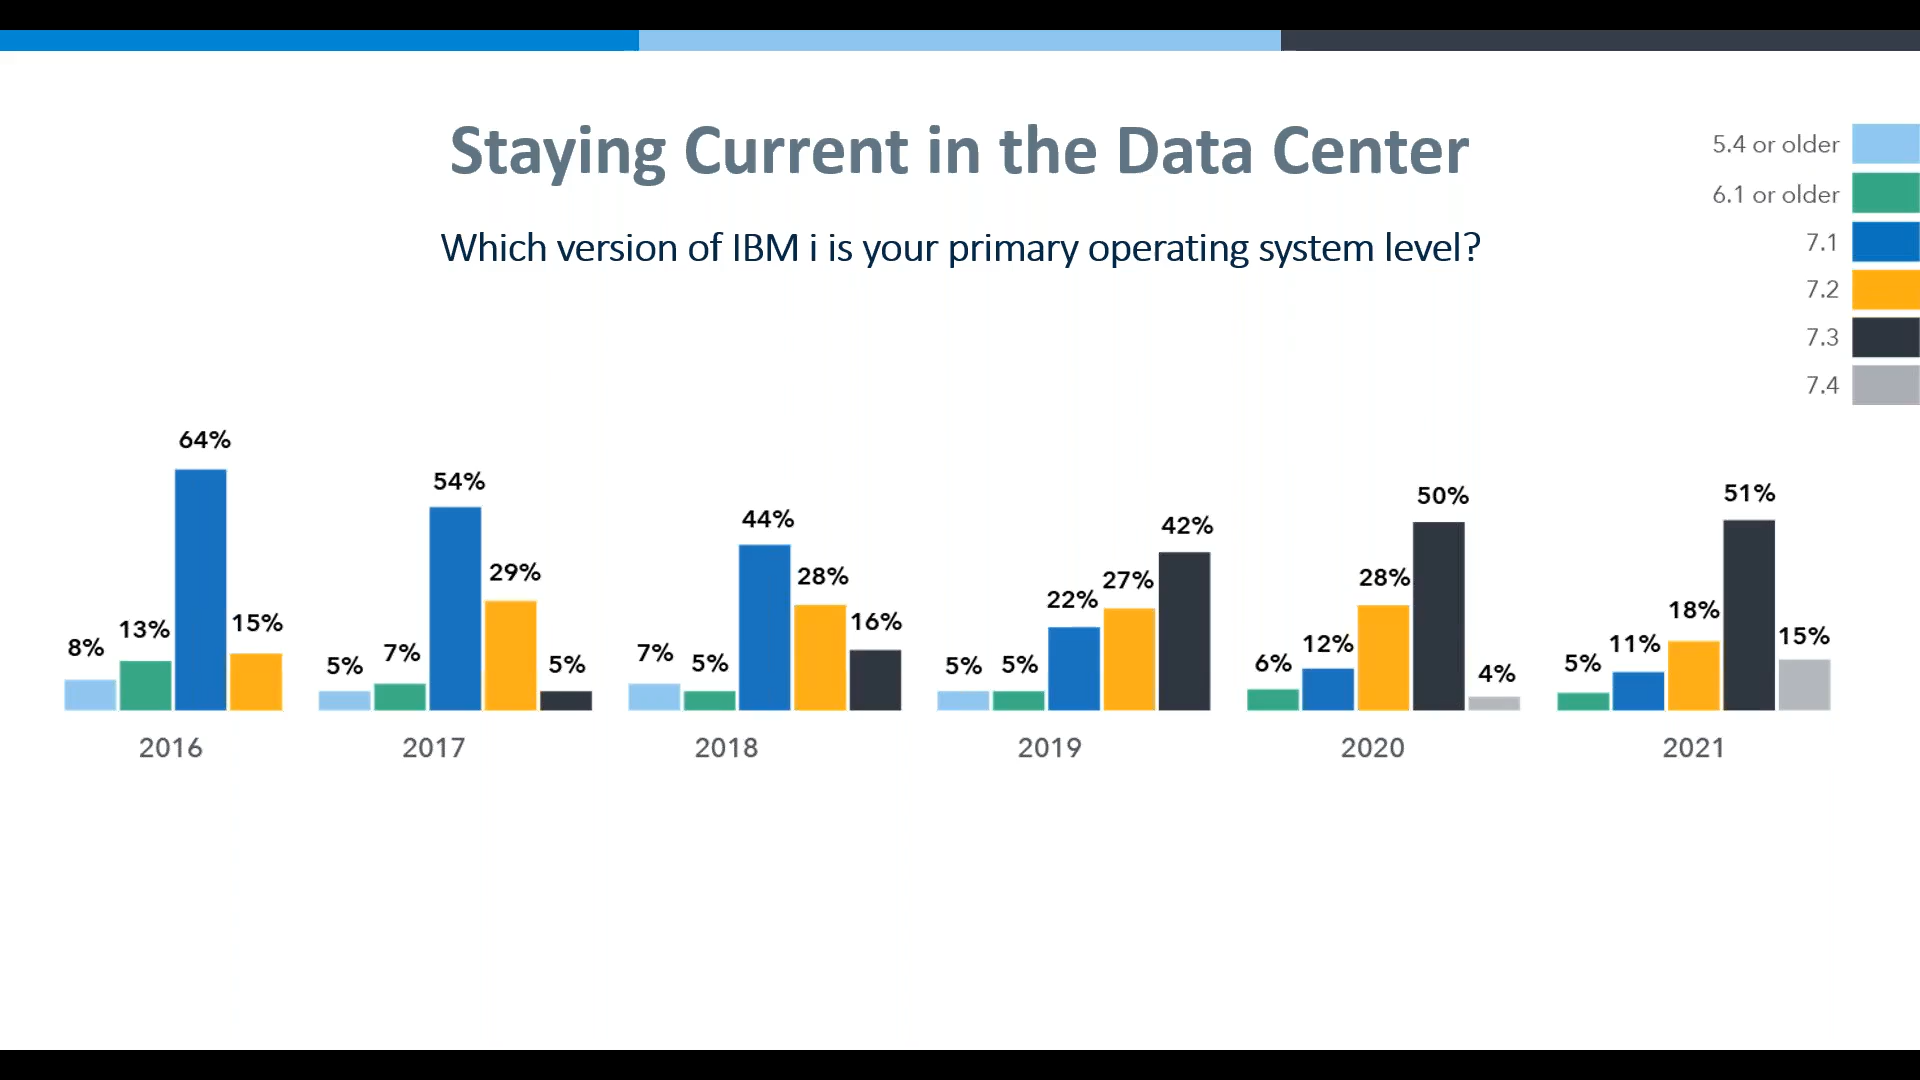 Staying Current in the Data Center
Which version of IBM i is your primary operating system level?
5.4 or older
6.1 or older
7.1
7.2
7.3
7.4
8% 13% 64% 15%
5% 7% 54% 29% 5%
7% 5% 44% 28% 16%
5% 5% 22% 27% 42%
6% 12% 28% 50% 4%
5% 11% 18% 51% 15%
2016 2017 2018 2019 2020 2021